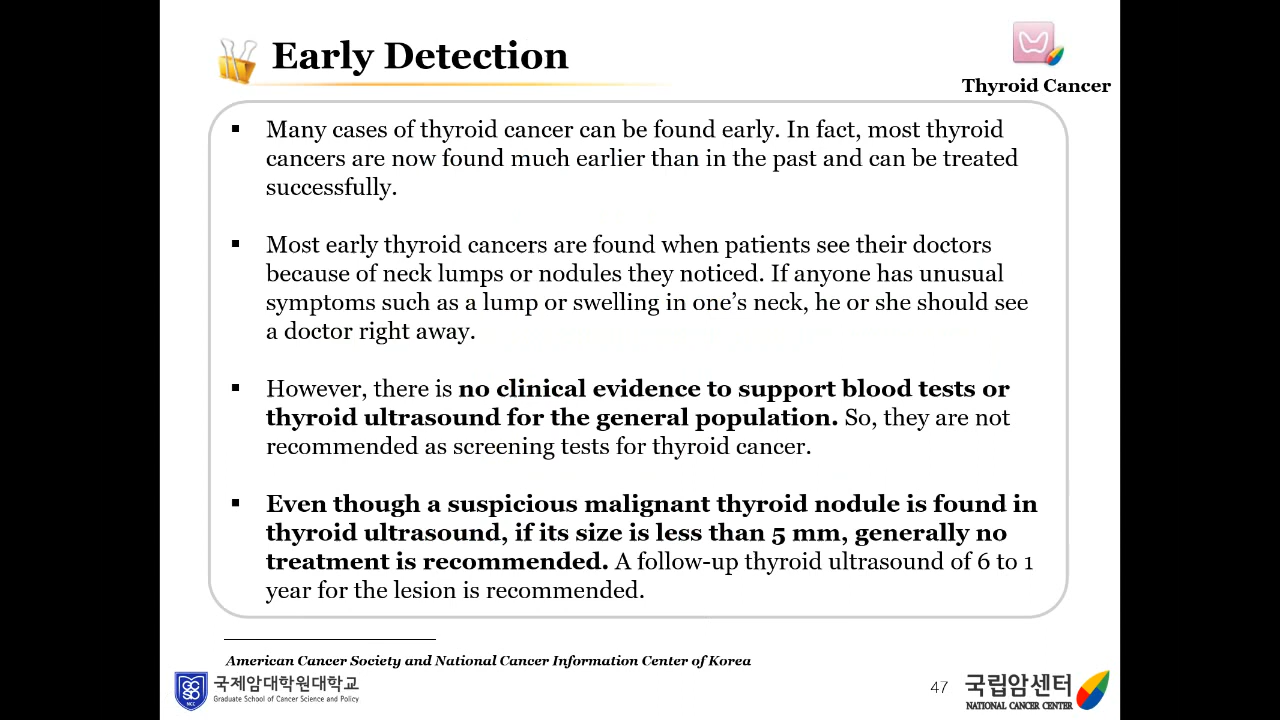 Early Detection
Thyroid Cancer
▪ Many cases of thyroid cancer can be found early. In fact, most thyroid
cancers are now found much earlier than in the past and can be treated
successfully.
▪ Most early thyroid cancers are found when patients see their doctors
because of neck lumps or nodules they noticed. If anyone has unusual
symptoms such as a lump or swelling in one’s neck, he or she should see
a doctor right away.
▪ However, there is no clinical evidence to support blood tests or
thyroid ultrasound for the general population. So, they are not
recommended as screening tests for thyroid cancer.
▪ Even though a suspicious malignant thyroid nodule is found in
thyroid ultrasound, if its size is less than 5 mm, generally no
treatment is recommended. A follow-up thyroid ultrasound of 6 to 1
year for the lesion is recommended.
American Cancer Society and National Cancer Information Center of Korea
국제암대학원대학교
Graduate School of Cancer Science and Policy
47
국립암센터
NATIONAL CANCER CENTER